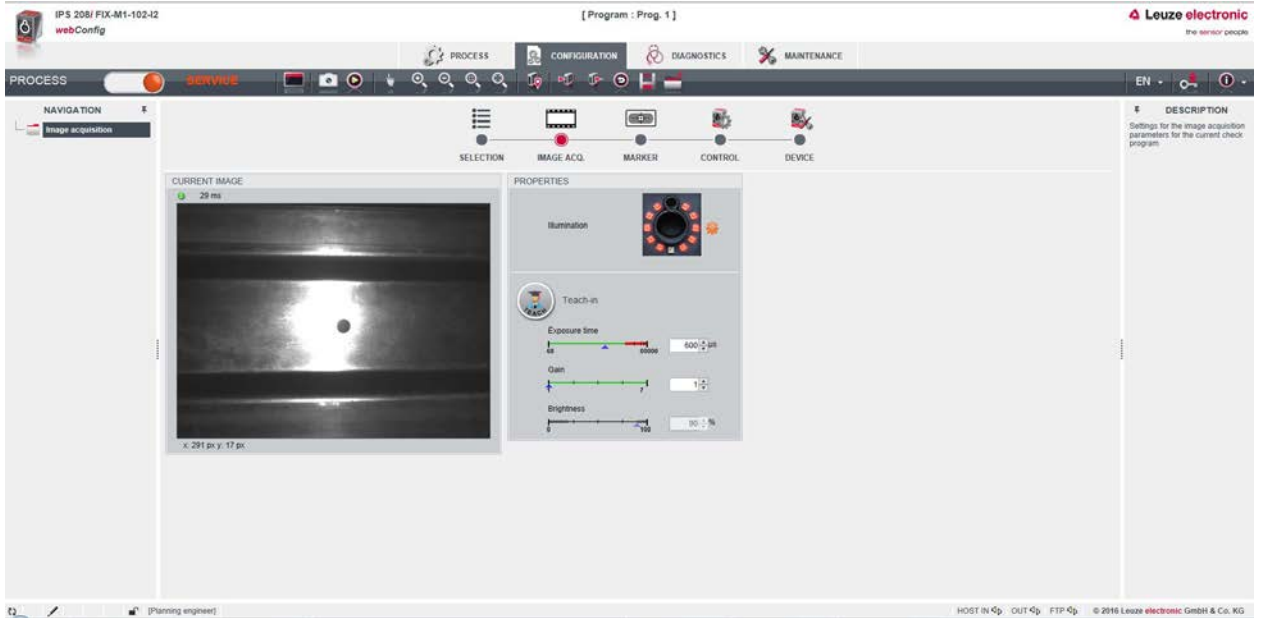 IPS 208i FIX-M1-102-I2
webConfig
[ Program : Prog. 1 ]
Leuze electronic
the sensor people
PROCESS
CONFIGURATION
DIAGNOSTICS
MAINTENANCE
PROCESS
SERVICE
EN
NAVIGATION
Image acquisition
SELECTION
IMAGE ACQ.
MARKER
CONTROL
DEVICE
DESCRIPTION
Settings for the image acquisition
parameters for the current check
program
CURRENT IMAGE
29 ms
x: 291 px y: 17 px
PROPERTIES
Illumination
TEACH
Teach-in
Exposure time
68
80000
600
µs
Gain
1
7
1
Brightness
0
100
90
%
[Planning engineer]
HOST IN
OUT
FTP
© 2016 Leuze electronic GmbH & Co. KG